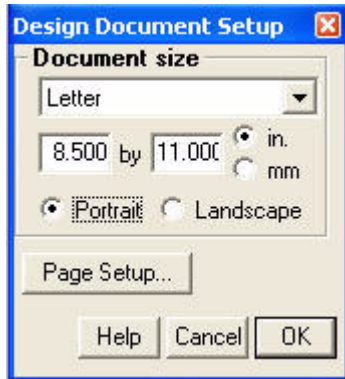 Design Document Setup
Document size
Letter
8.500 by 11.000 in.
mm
Portrait Landscape
Page Setup...
Help Cancel OK